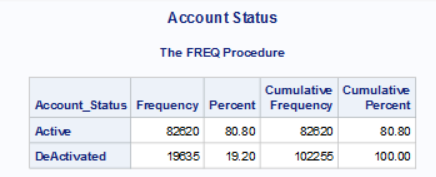 Account Status
The FREQ Procedure
Cumulative Cumulative
Account_Status Frequency Percent Frequency Percent
Active 82620 80.80 82620 80.80
DeActivated 19635 19.20 102255 100.00